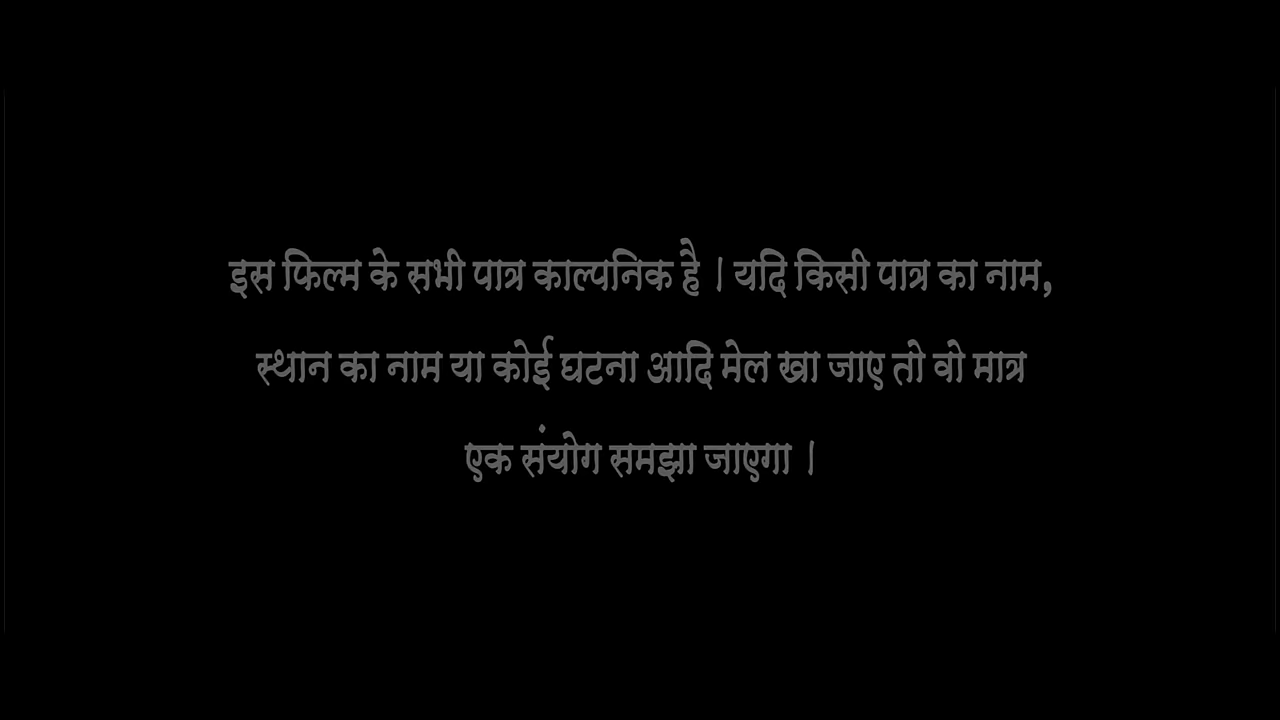 इस फिल्म के सभी पात्र काल्पनिक है । यदि किसी पात्र का नाम,
स्थान का नाम या कोई घटना आदि मेल खा जाए तो वो मात्र
एक संयोग समझा जाएगा ।